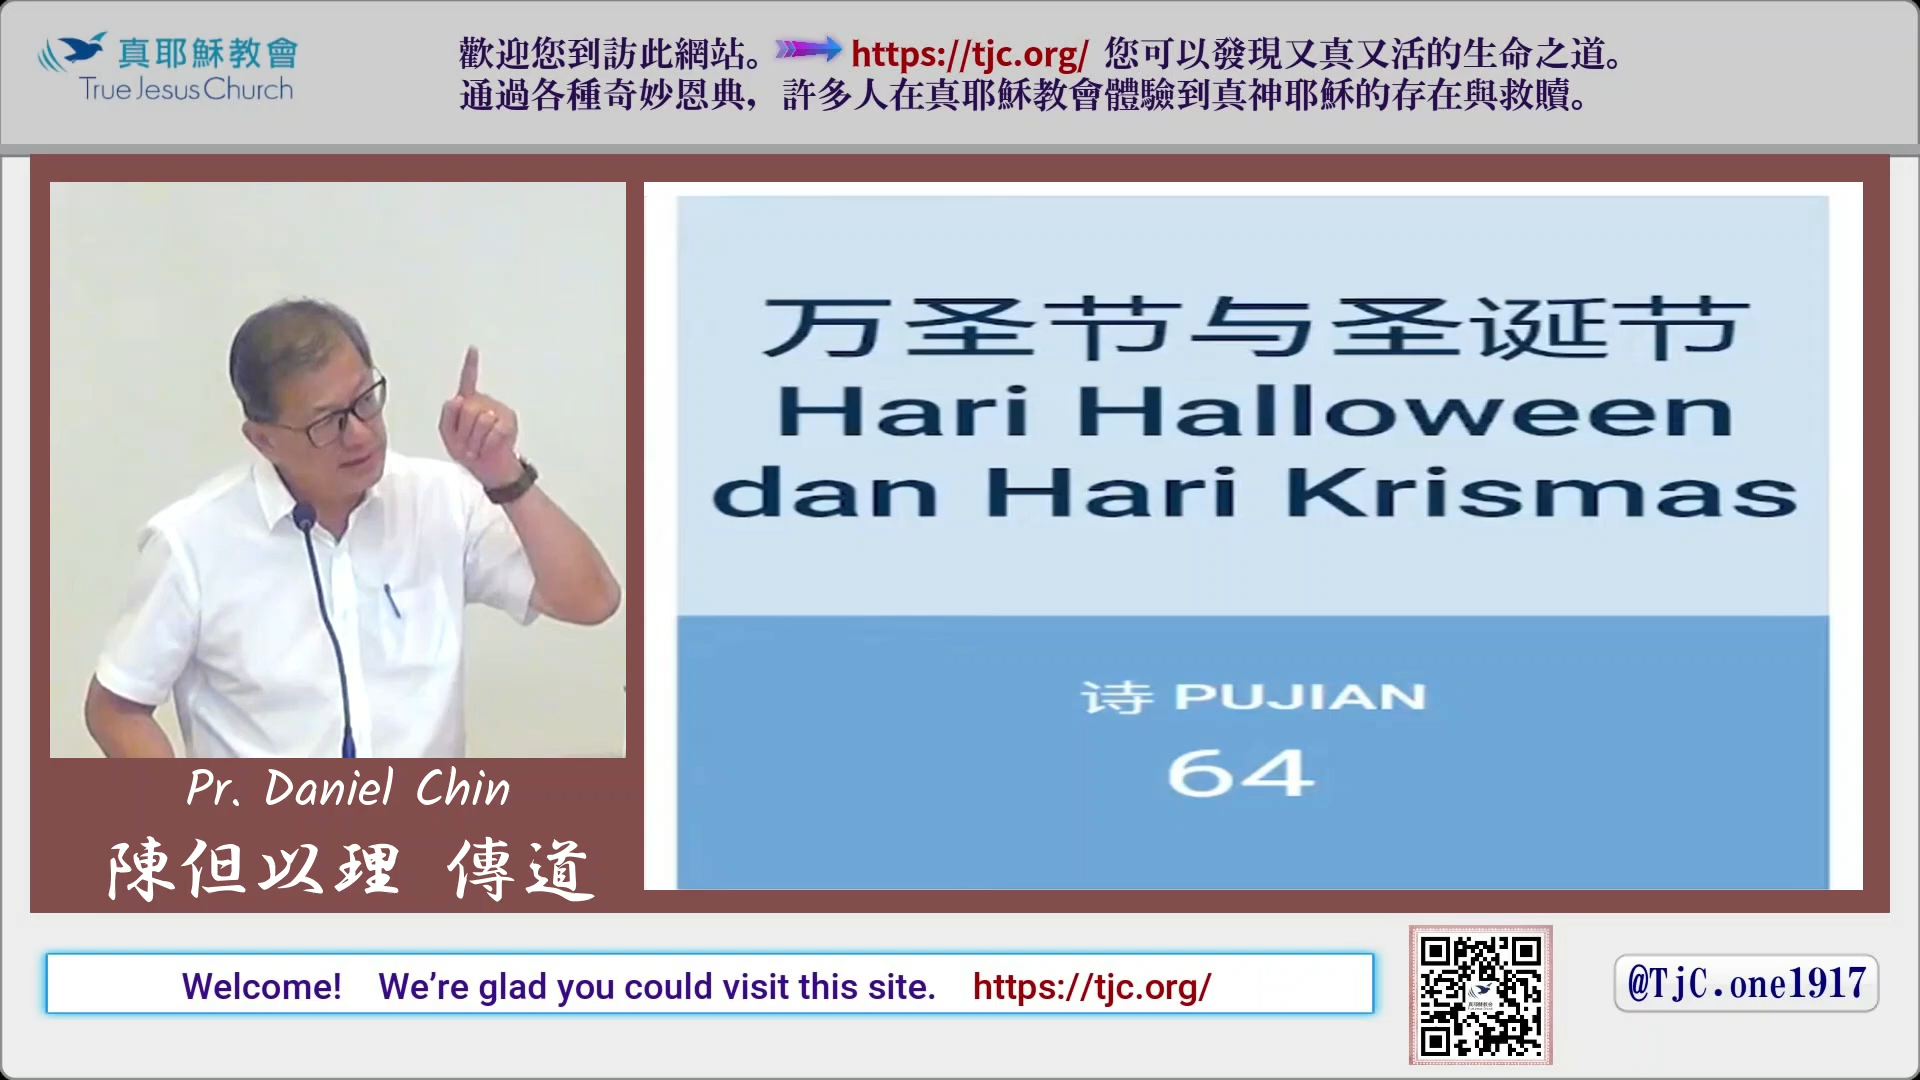 真耶穌教會
True Jesus Church
歡迎您到訪此網站。 https://tjc.org/ 您可以發現又真又活的生命之道。
通過各種奇妙恩典，許多人在真耶穌教會體驗到真神耶穌的存在與救贖。
万圣节与圣诞节
Hari Halloween
dan Hari Krismas
诗 PUJIAN
64
Pr. Daniel Chin
陳但以理 傳道
Welcome! We’re glad you could visit this site. https://tjc.org/
@TjC.one1917